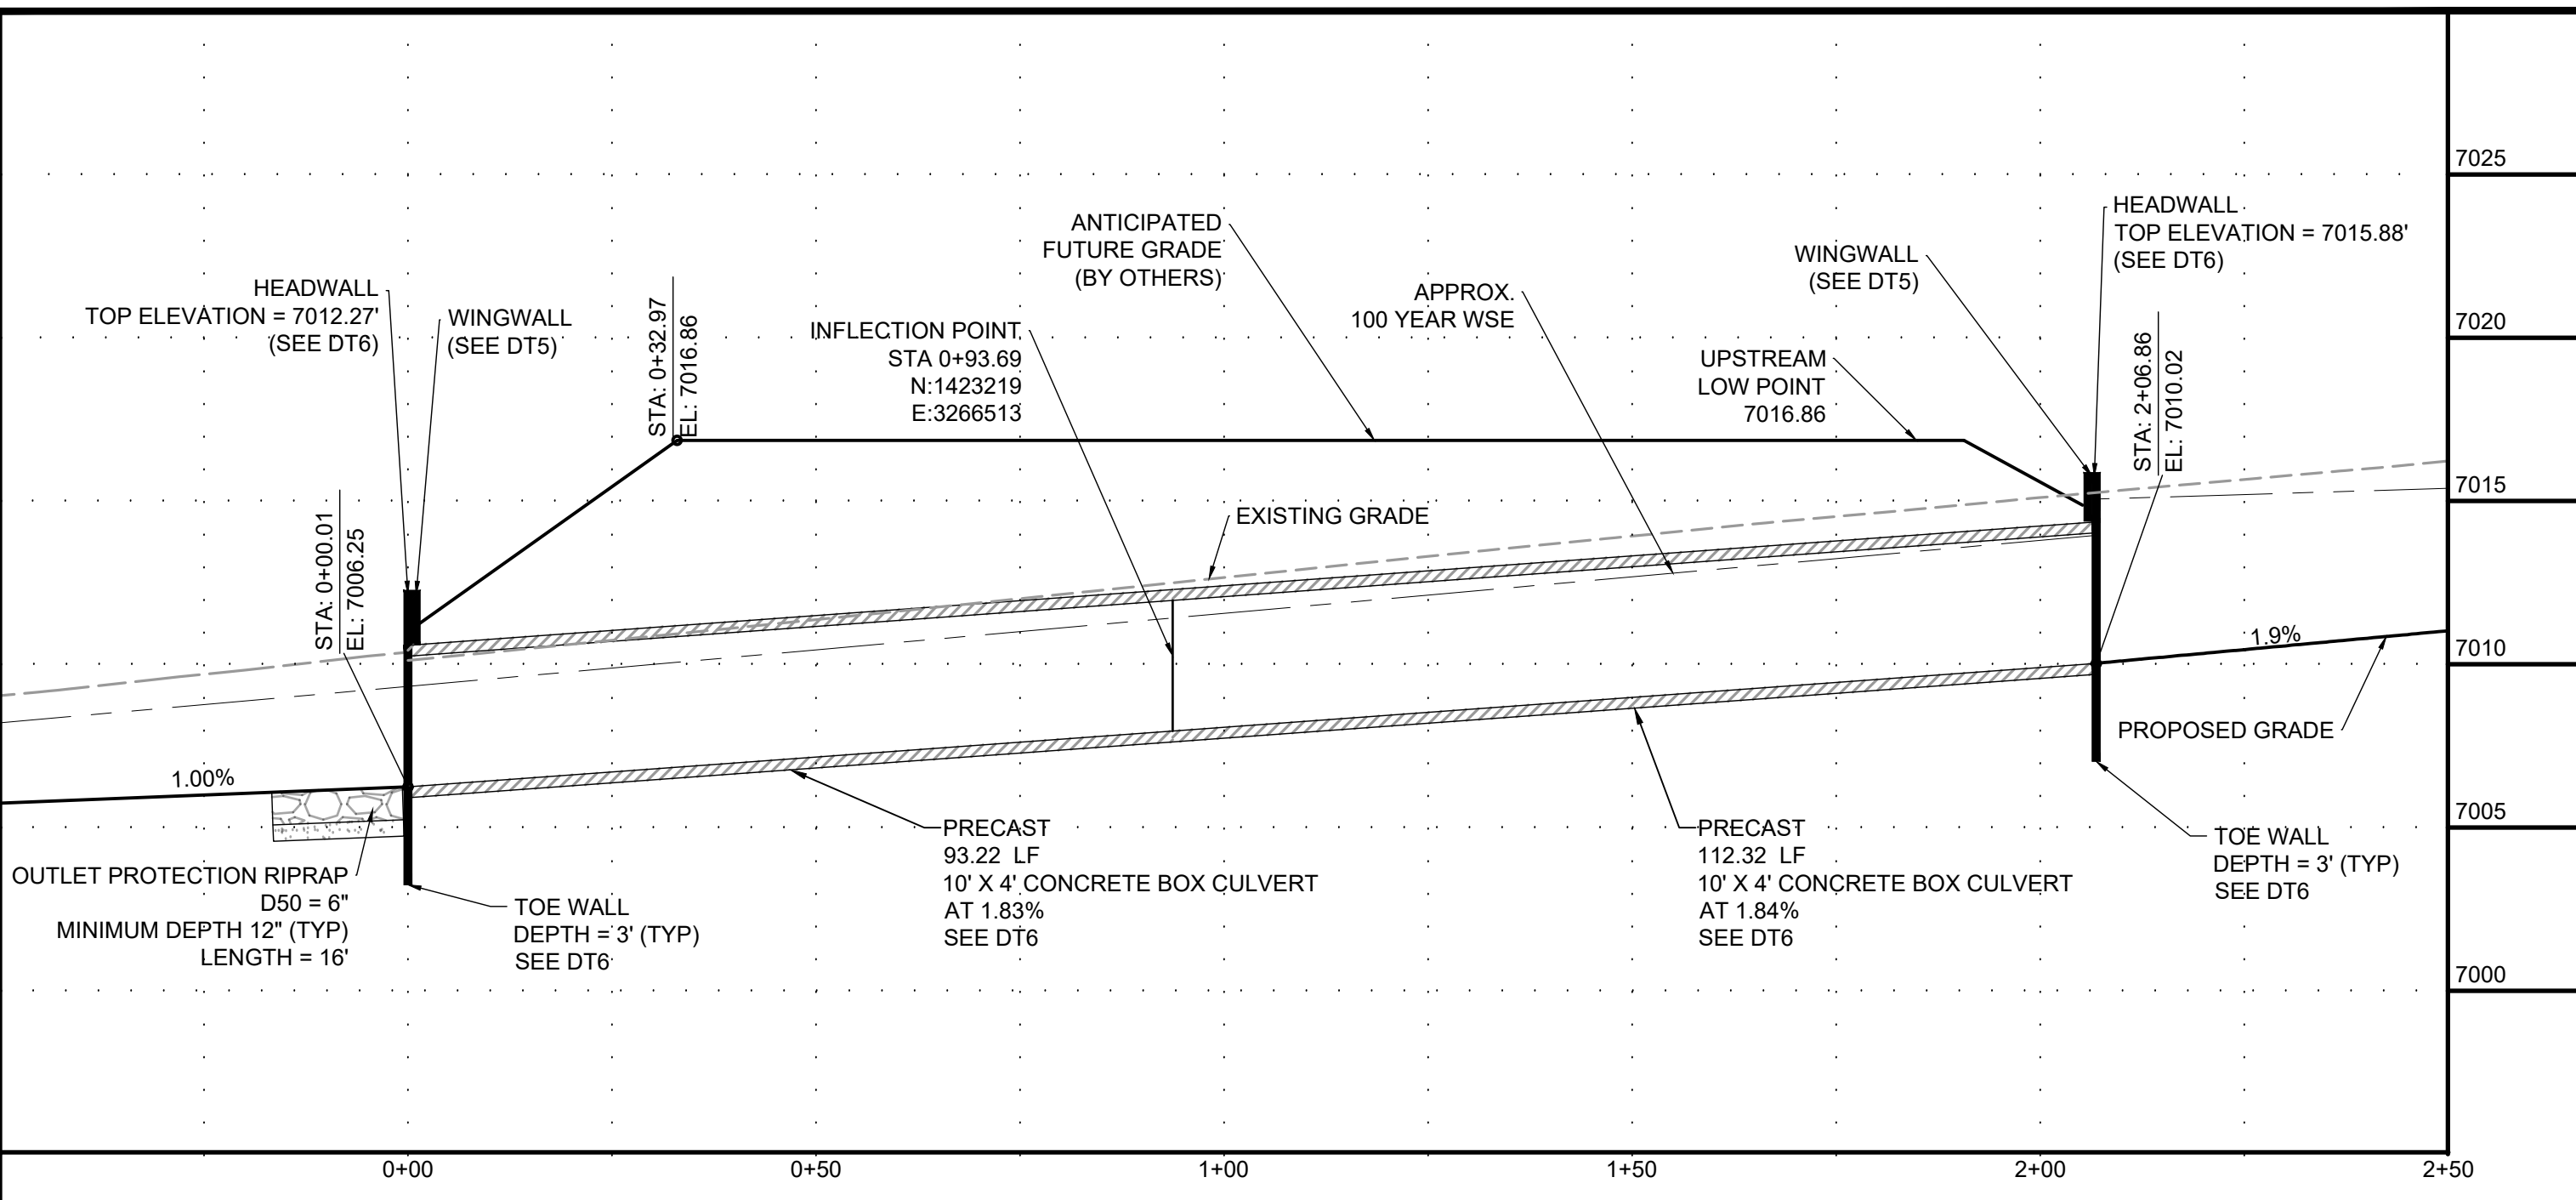 7025
HEADWALL
TOP ELEVATION = 7015.88'
(SEE DT6)
ANTICIPATED
FUTURE GRADE
(BY OTHERS)
WINGWALL
(SEE DT5)
HEADWALL
TOP ELEVATION = 7012.27'
(SEE DT6)
WINGWALL
(SEE DT5)
STA: 0+32.97
EL: 7016.86
INFLECTION POINT
STA 0+93.69
N:1423219
E:3266513
APPROX.
100 YEAR WSE
UPSTREAM
LOW POINT
7016.86
STA: 2+06.86
EL: 7010.02
7020
7015
STA: 0+00.01
EL: 7006.25
EXISTING GRADE
1.9%
7010
PROPOSED GRADE
1.00%
7005
OUTLET PROTECTION RIPRAP
D50 = 6"
MINIMUM DEPTH 12" (TYP)
LENGTH = 16'
TOE WALL
DEPTH = 3' (TYP)
SEE DT6
PRECAST
93.22 LF
10' X 4' CONCRETE BOX CULVERT
AT 1.83%
SEE DT6
PRECAST
112.32 LF
10' X 4' CONCRETE BOX CULVERT
AT 1.84%
SEE DT6
TOE WALL
DEPTH = 3' (TYP)
SEE DT6
7000
0+00
0+50
1+00
1+50
2+00
2+50